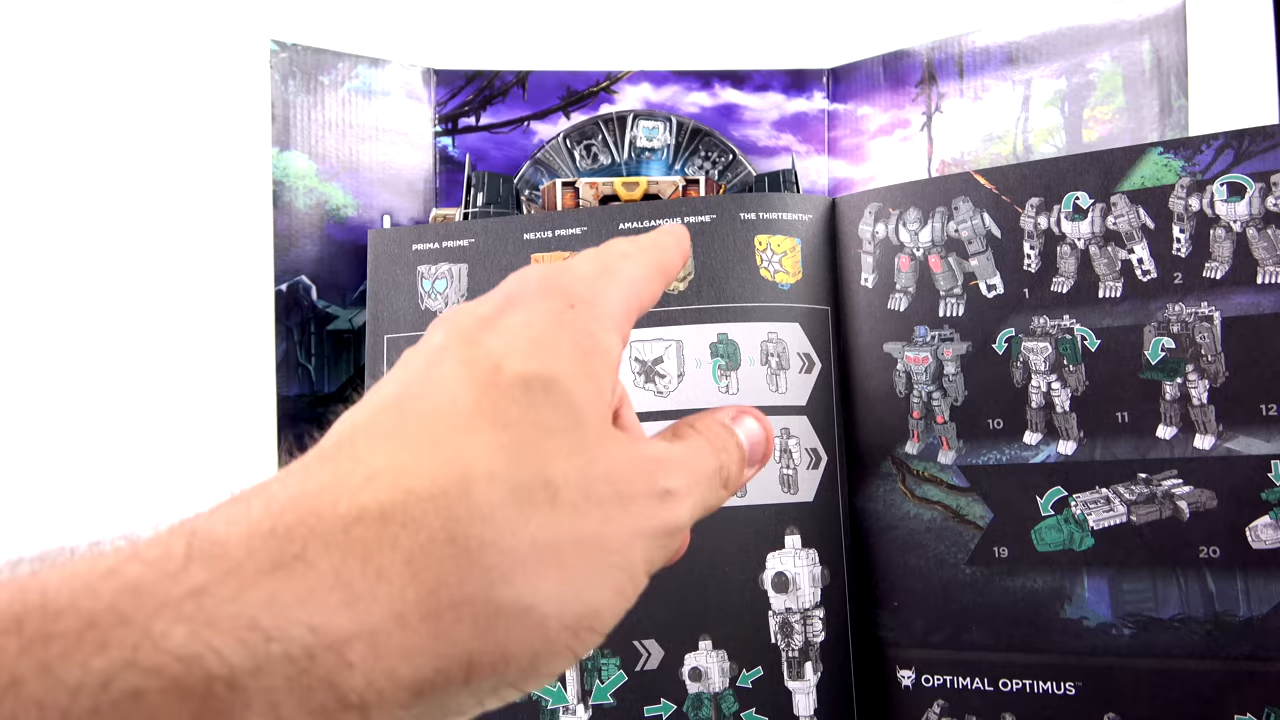 PRIMA PRIME™
NEXUS PRIME™
AMALGAMOUS PRIME™
THE THIRTEENTH™
1
2
10
11
12
19
20
OPTIMAL OPTIMUS™